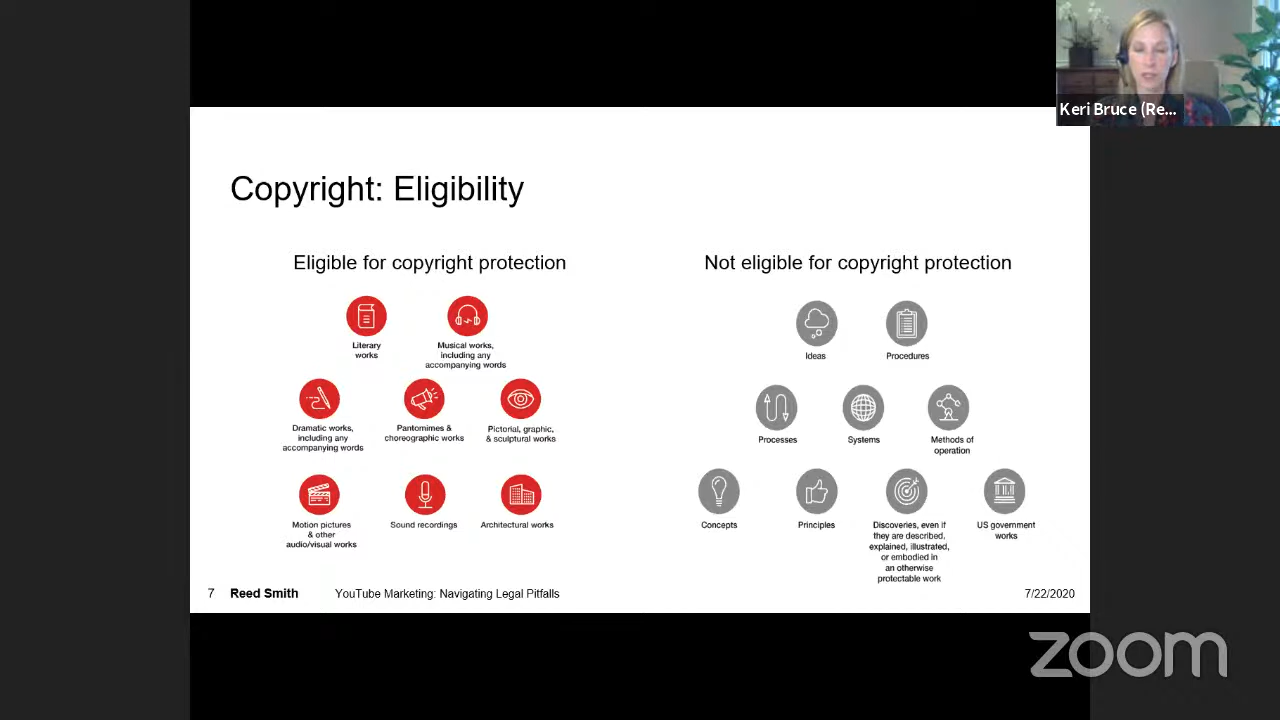 Keri Bruce (Re...
Copyright: Eligibility
Eligible for copyright protection
Not eligible for copyright protection
Literary
works
Musical works,
including any
accompanying words
Ideas
Procedures
Dramatic works,
including any
accompanying words
Pantomimes &
choreographic works
Pictorial, graphic,
& sculptural works
Processes
Systems
Methods of
operation
Motion pictures
& other
audio/visual works
Sound recordings
Architectural works
Concepts
Principles
Discoveries, even if
they are described,
explained, illustrated,
or embodied in
an otherwise
protectable work
US government
works
7 Reed Smith YouTube Marketing: Navigating Legal Pitfalls 7/22/2020
zoom